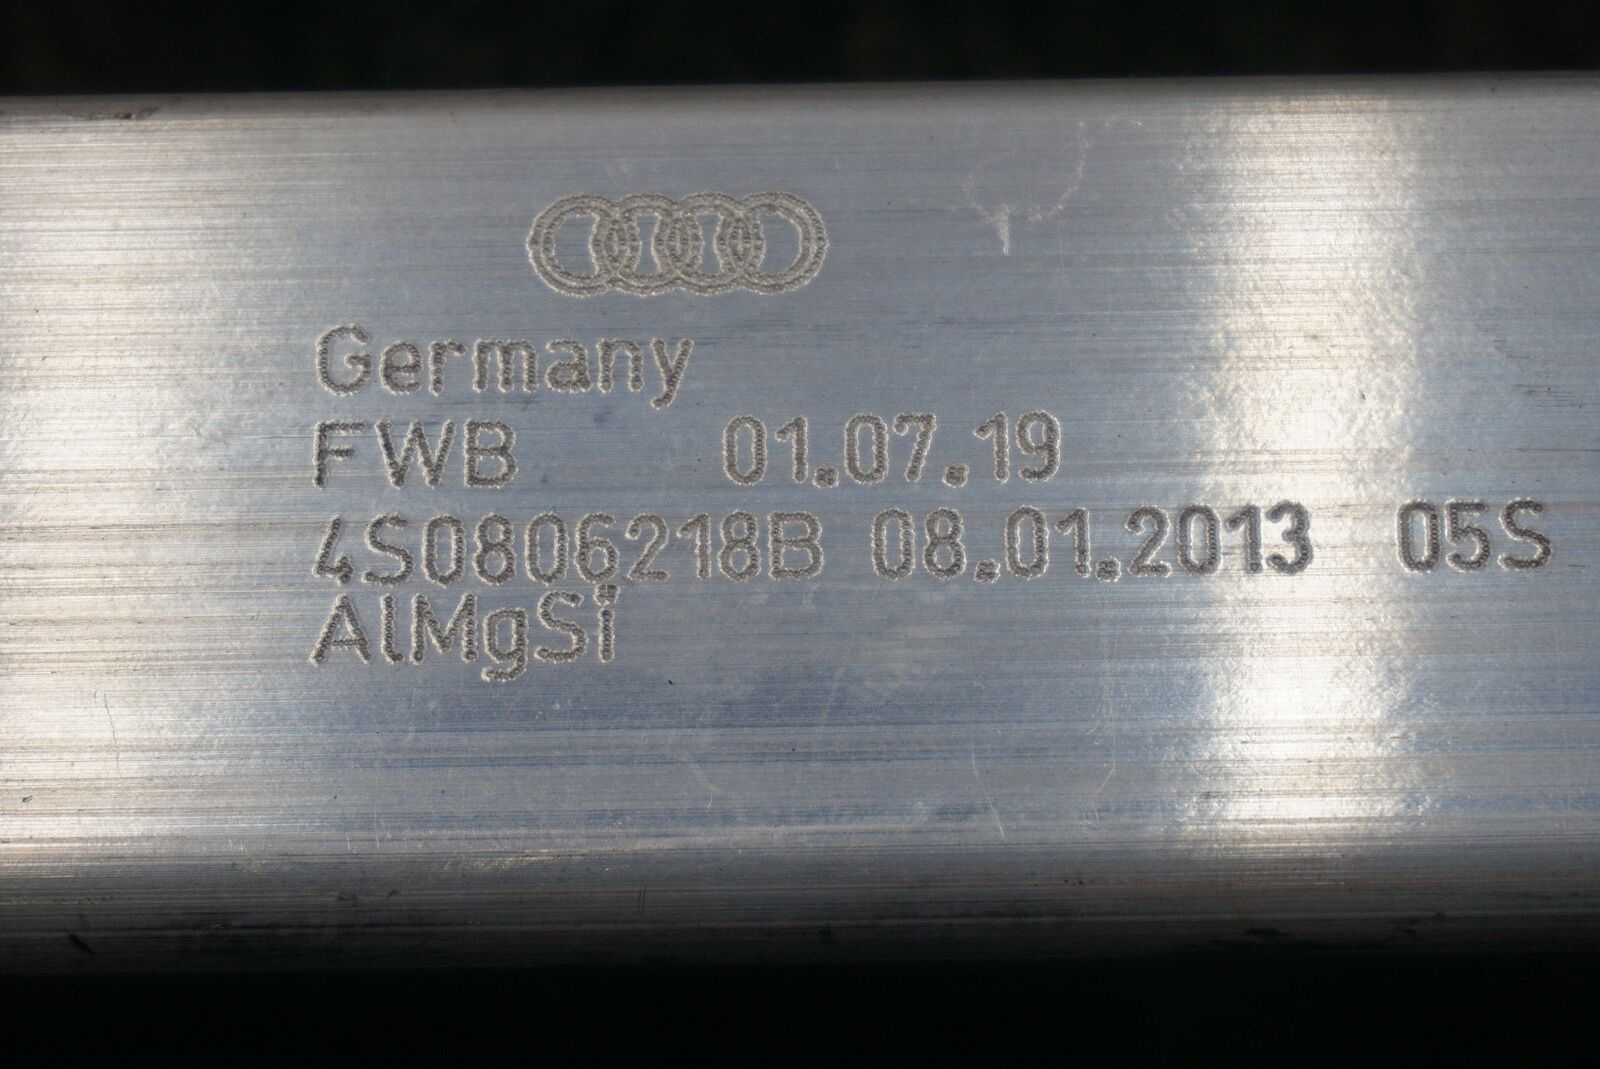 Germany
FWB 01.07.19
4S0806218B 08.01.2013 05S
AlMgSi